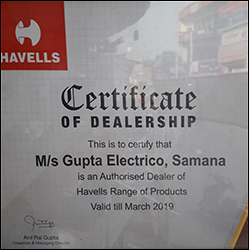 HAVELLS
Certificate
OF DEALERSHIP
This is to certify that
M/s Gupta Electrico, Samana
is an Authorised Dealer of
Havells Range of Products
Valid till March 2019
Anil Rai Gupta
Chairman & Managing Director